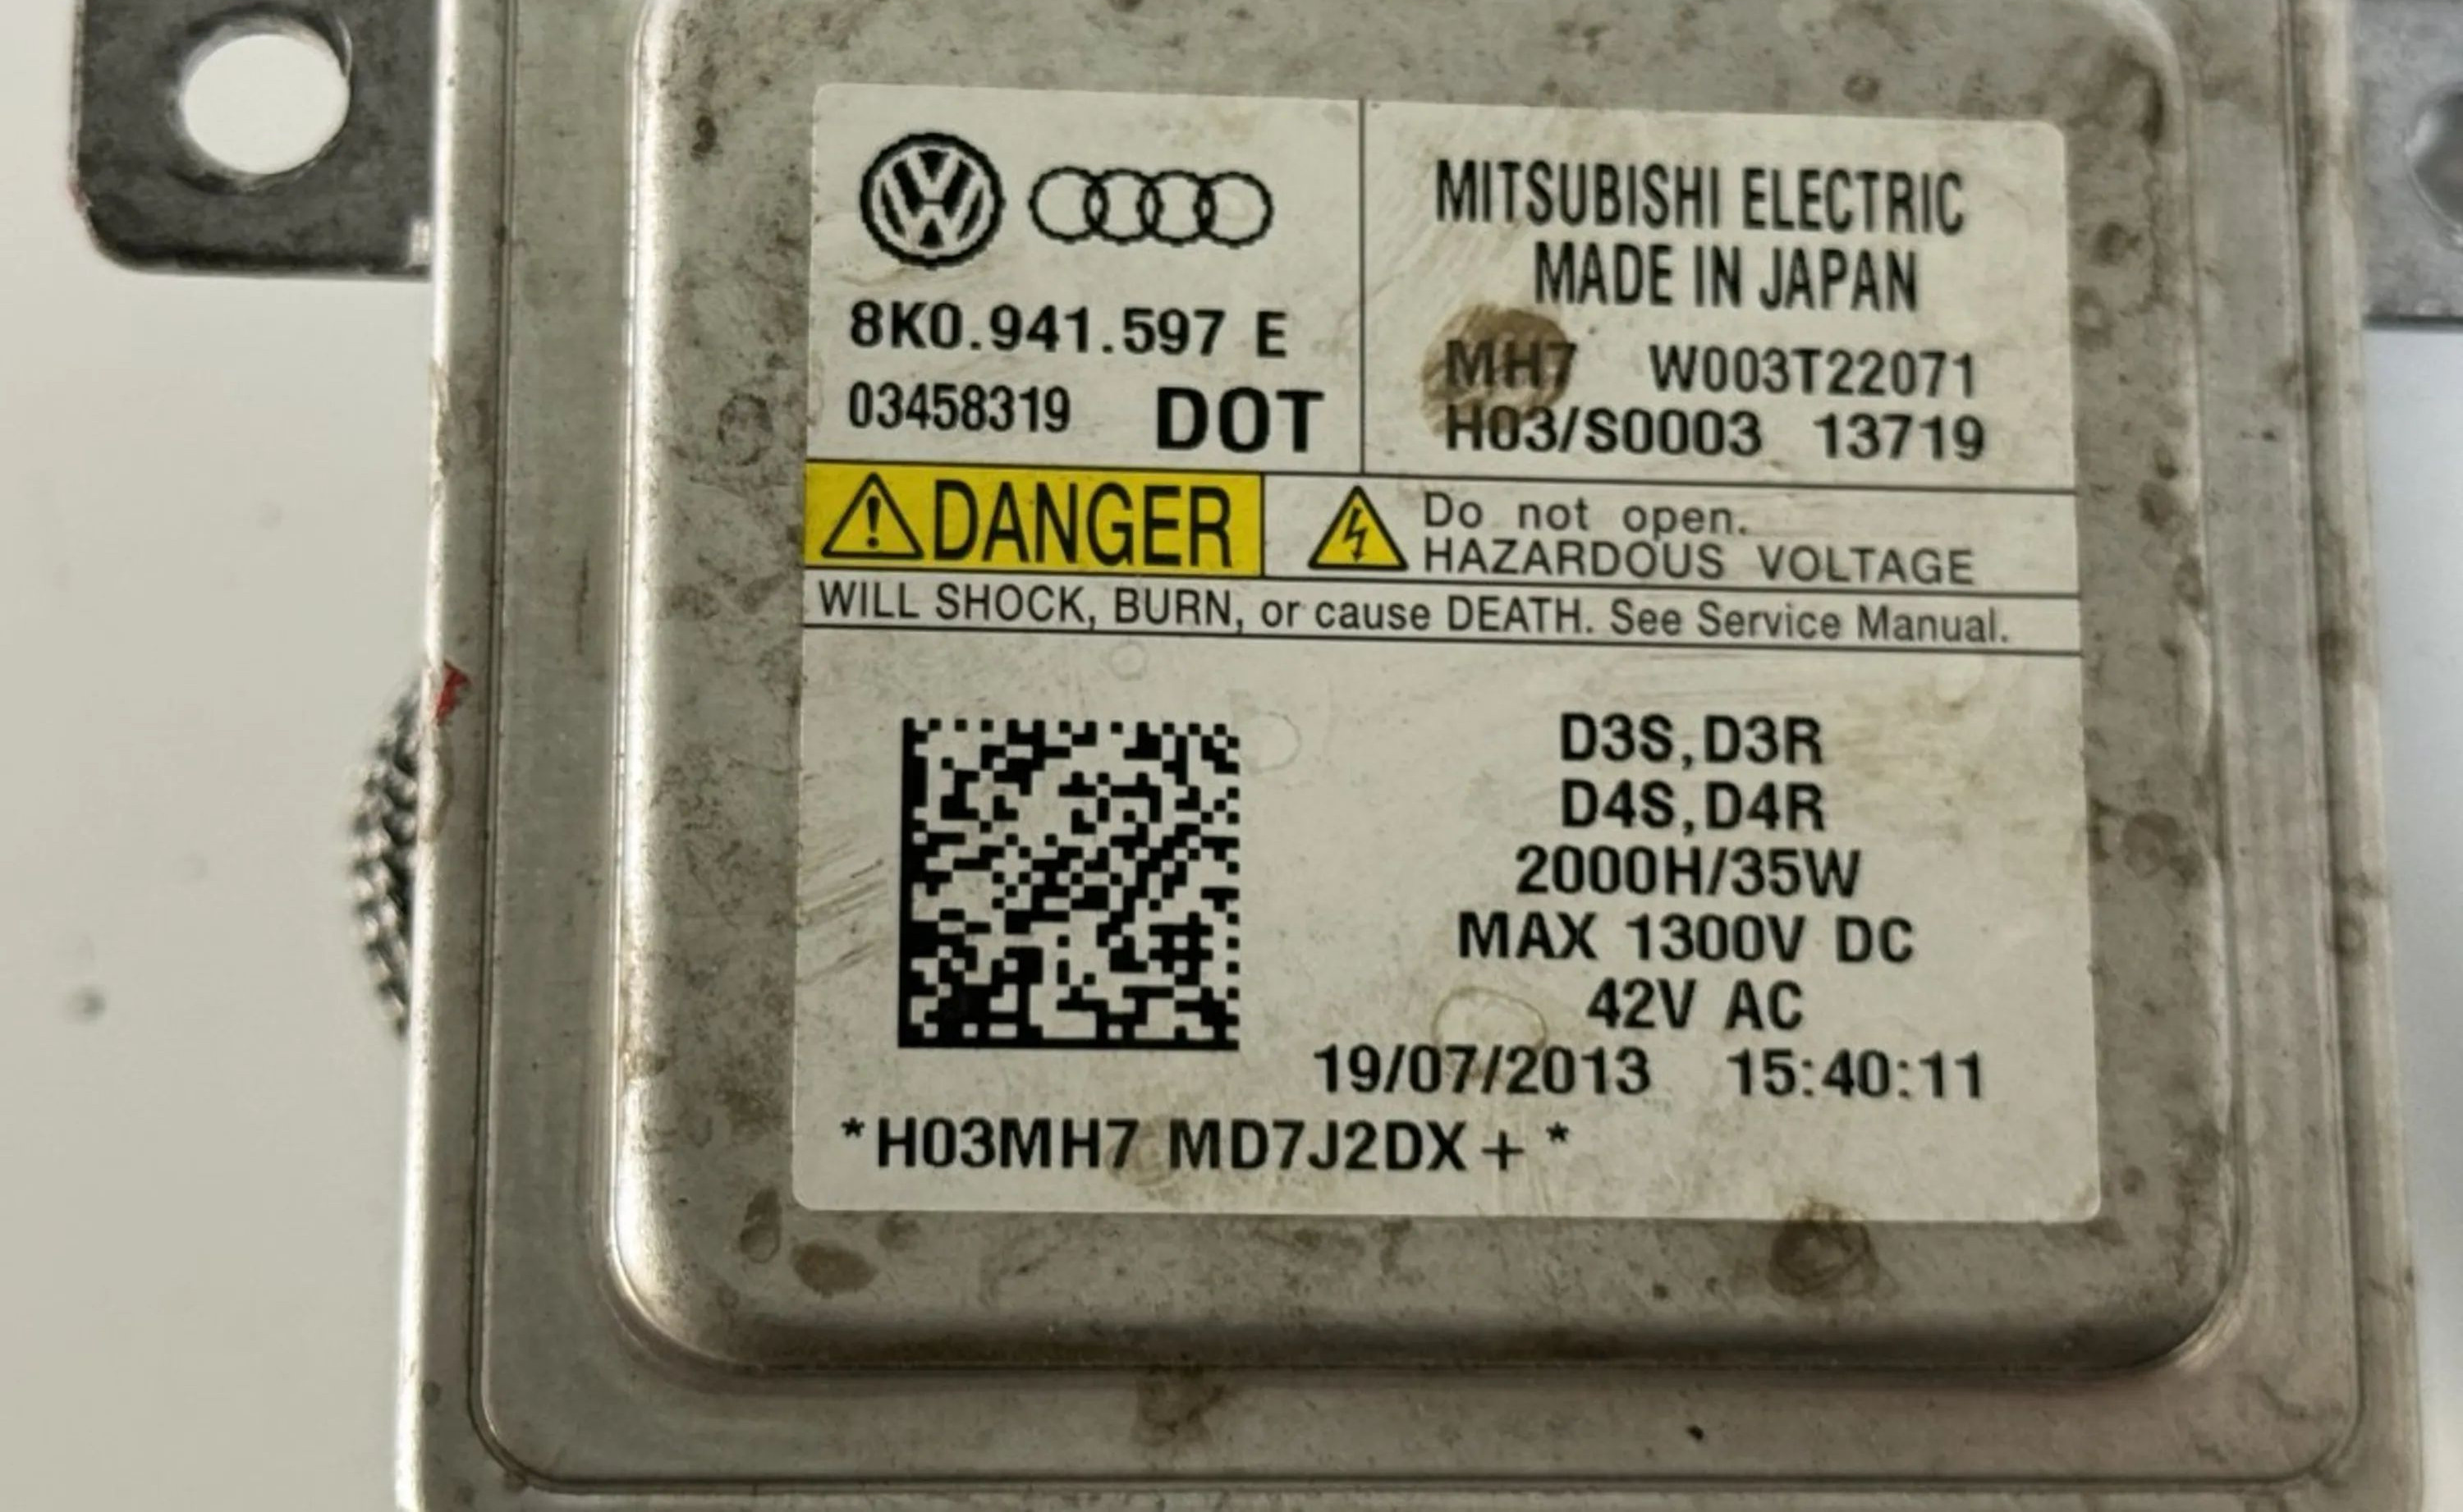 8K0.941.597 E
03458319 DOT
MITSUBISHI ELECTRIC
MADE IN JAPAN
MH7 W003T22071
H03/S0003 13719
DANGER
Do not open.
HAZARDOUS VOLTAGE
WILL SHOCK, BURN, or cause DEATH. See Service Manual.
D3S,D3R
D4S,D4R
2000H/35W
MAX 1300V DC
42V AC
19/07/2013 15:40:11
*H03MH7 MD7J2DX+*